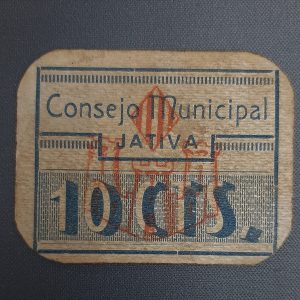 Consejo Municipal
JATIVA
10 CTS.